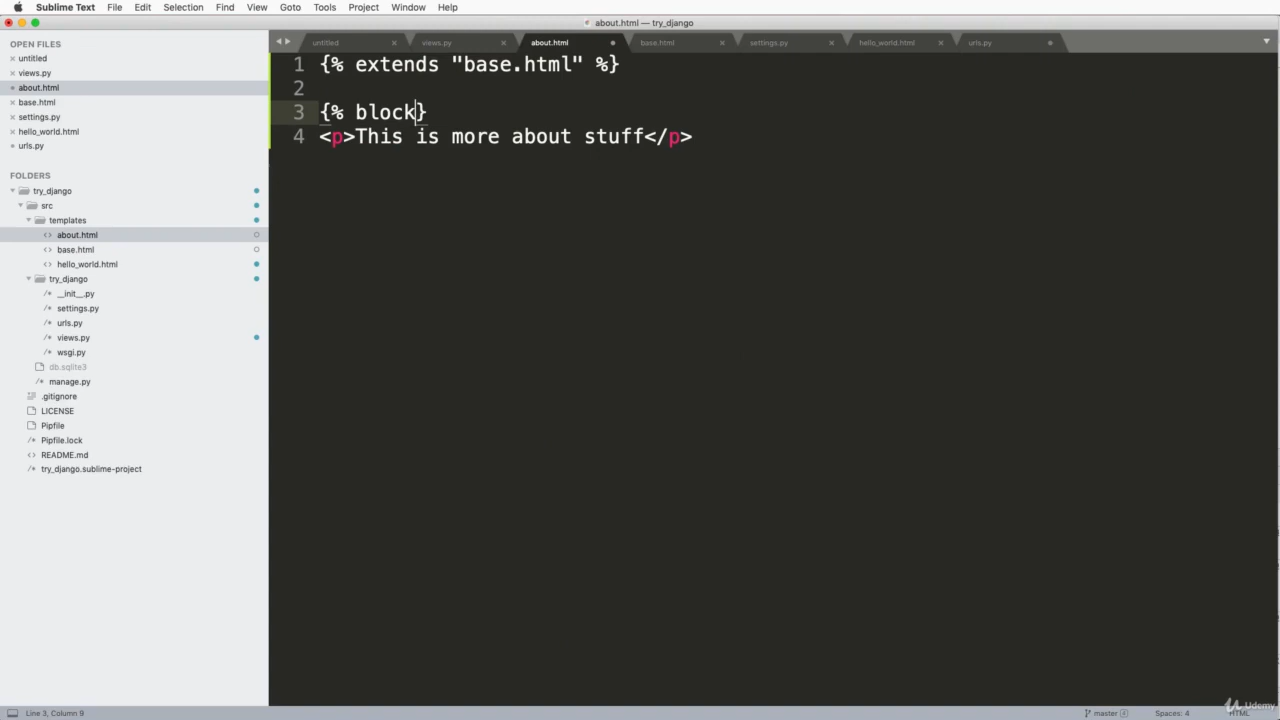 Sublime Text File Edit Selection Find View Goto Tools Project Window Help
about.html — try_django
OPEN FILES
untitled
views.py
about.html
base.html
settings.py
hello_world.html
urls.py
FOLDERS
try_django
src
templates
about.html
base.html
hello_world.html
try_django
__init__.py
settings.py
urls.py
views.py
wsgi.py
db.sqlite3
manage.py
.gitignore
LICENSE
Pipfile
Pipfile.lock
README.md
try_django.sublime-project
untitled views.py about.html base.html settings.py hello_world.html urls.py
1 {% extends "base.html" %}
2
3 {% block}
4 <p>This is more about stuff</p>
Line 3, Column 9
master Spaces: 4 HTML
Udemy